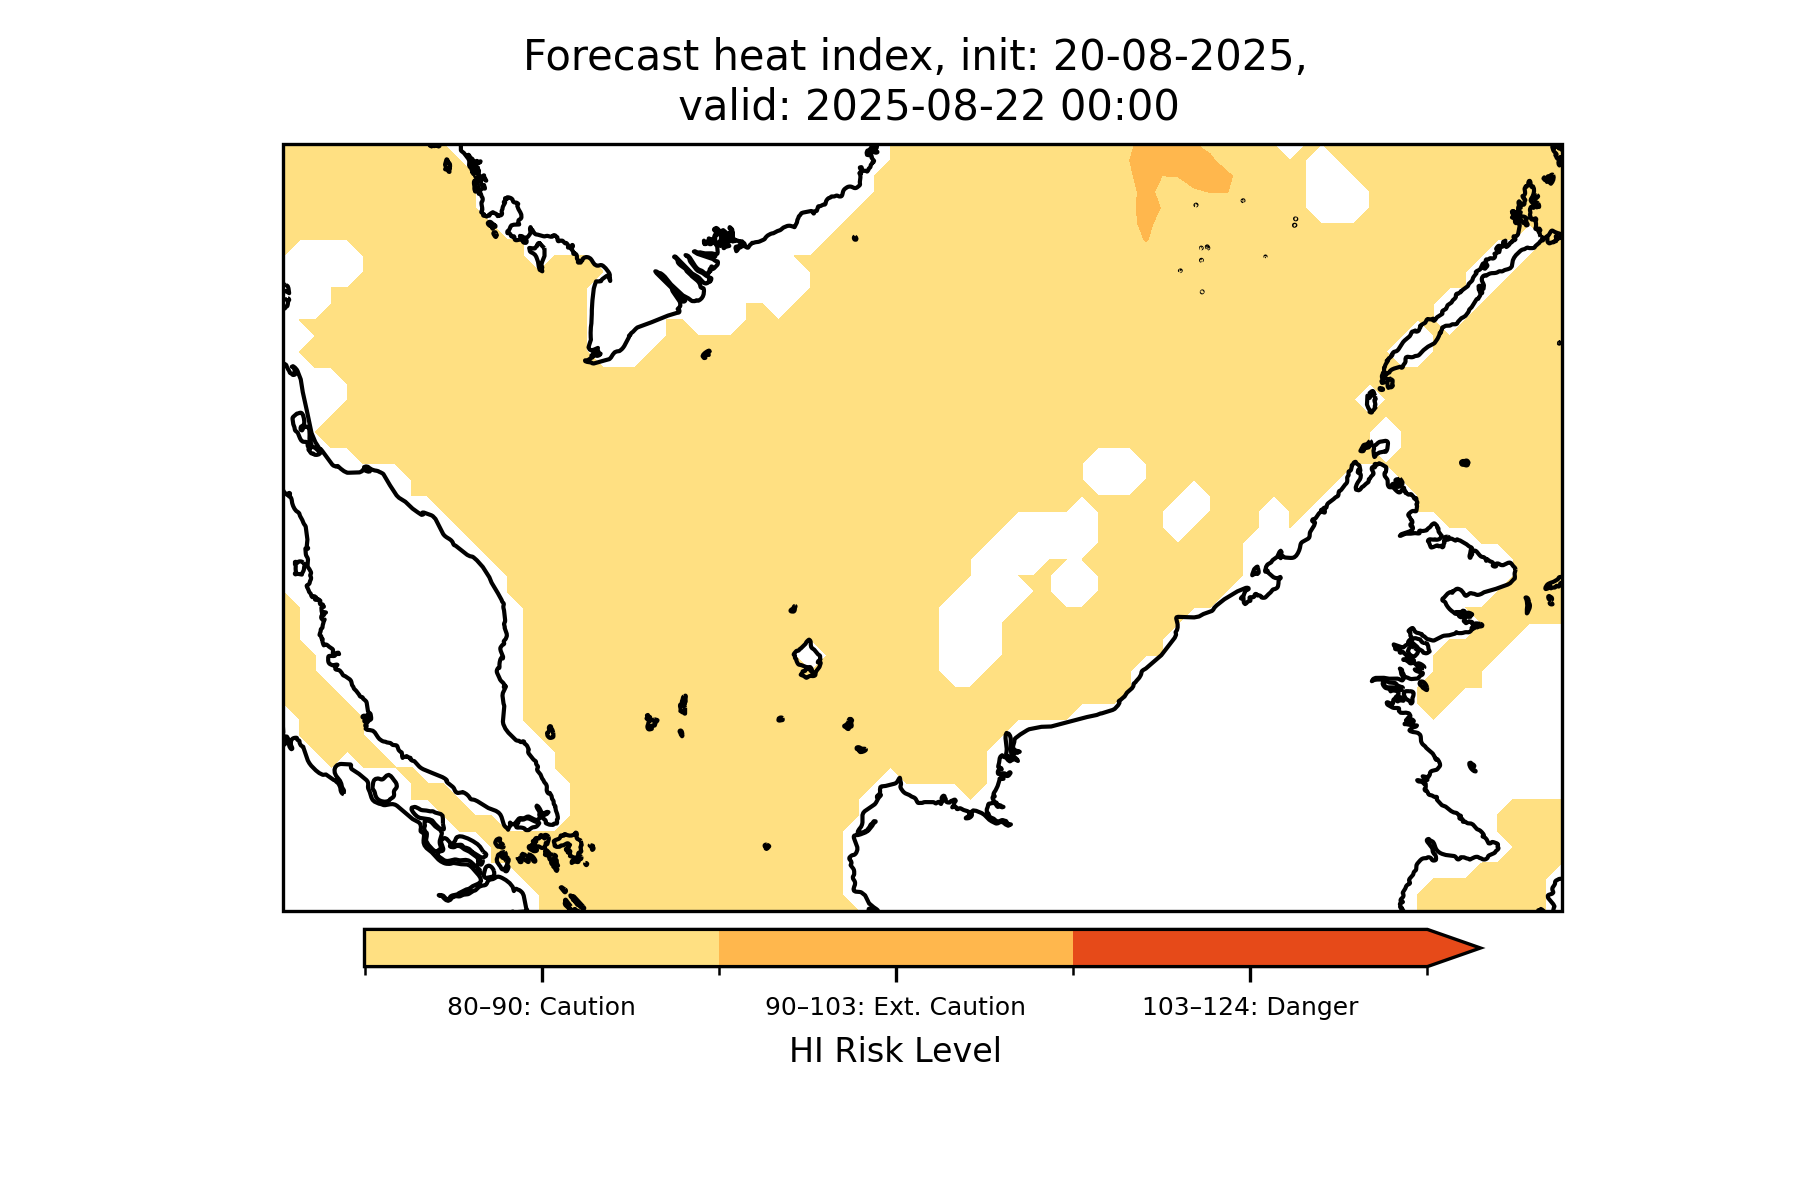 Forecast heat index, init: 20-08-2025,
valid: 2025-08-22 00:00
80–90: Caution
90–103: Ext. Caution
103–124: Danger
HI Risk Level